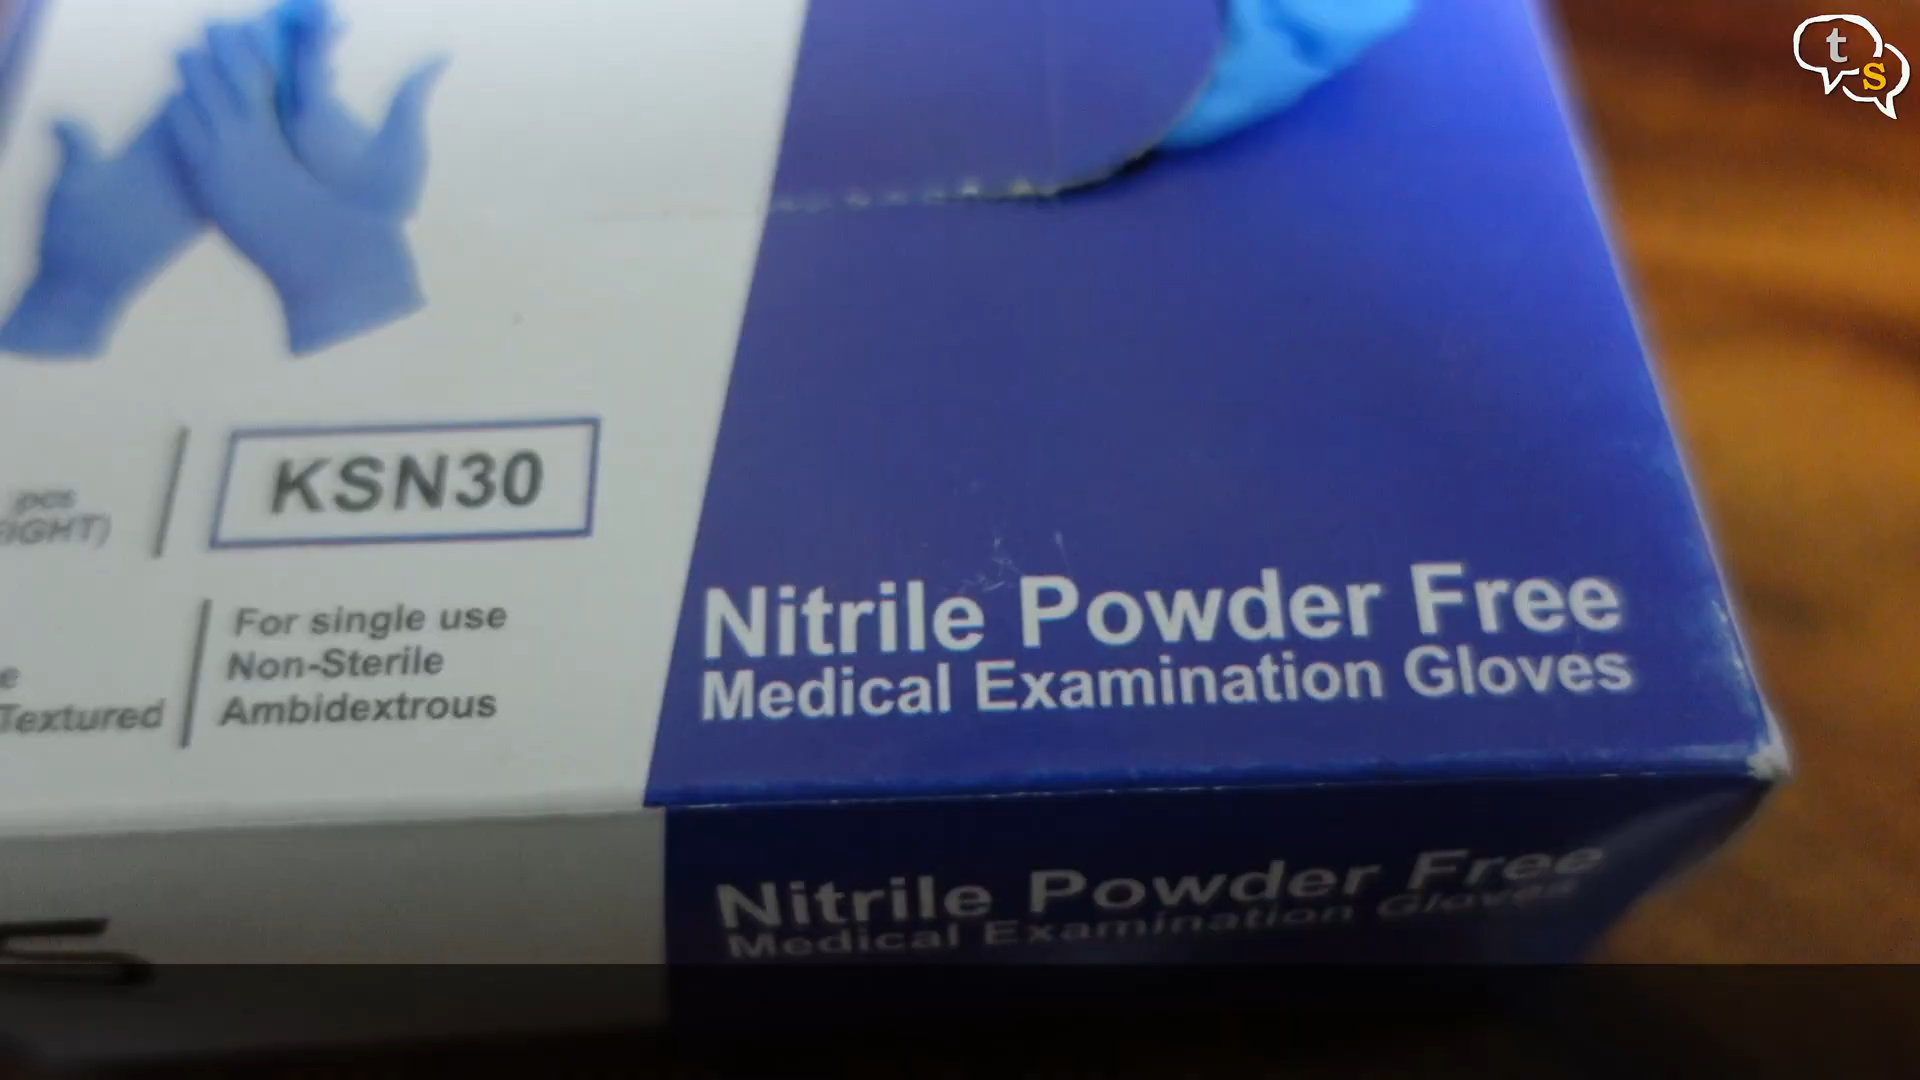 t
s
pcs
KSN30
For single use
Non-Sterile
Textured
Ambidextrous
Nitrile Powder Free
Medical Examination Gloves
Nitrile Powder Free
Medical Examination Gloves